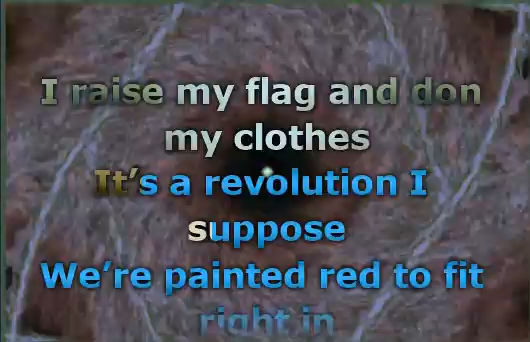 I raise my flag and don
my clothes
It’s a revolution I
suppose
We’re painted red to fit
right in